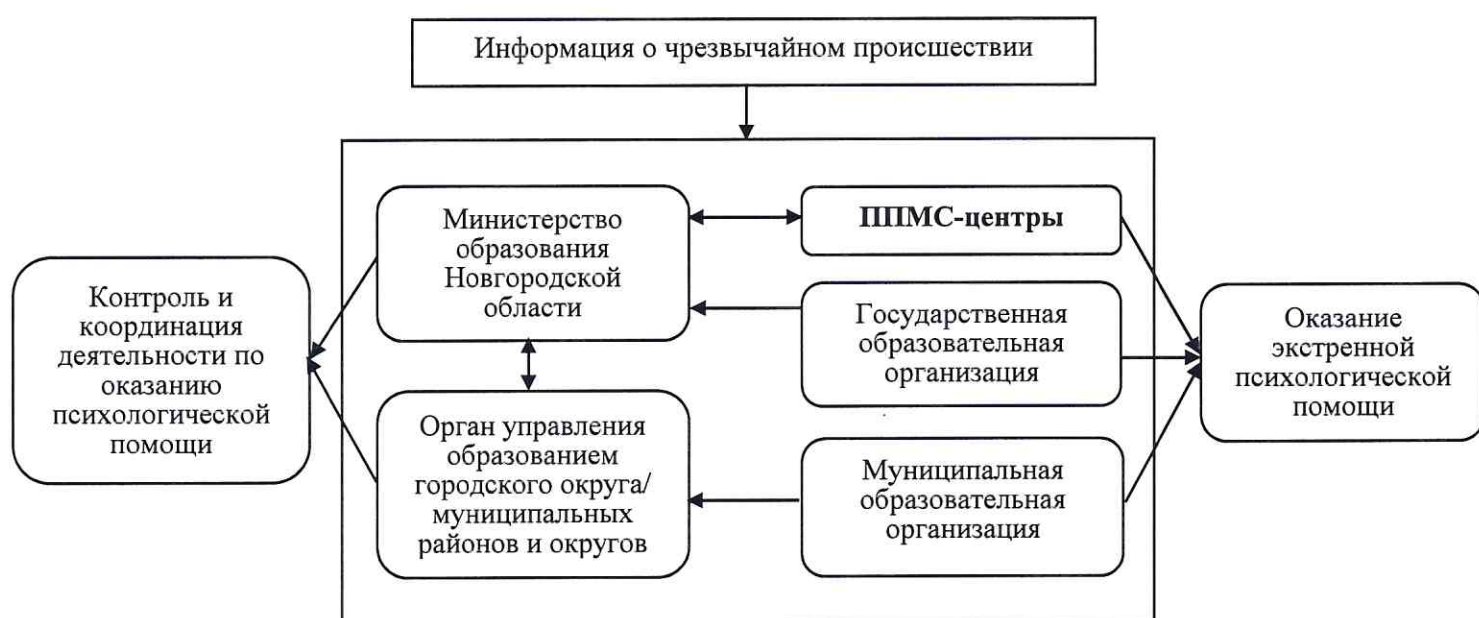 Информация о чрезвычайном происшествии
Министерство
образования
Новгородской
области
ППМС-центры
Контроль и
координация
деятельности по
оказанию
психологической
помощи
Государственная
образовательная
организация
Оказание
экстренной
психологической
помощи
Орган управления
образованием
городского округа/
муниципальных
районов и округов
Муниципальная
образовательная
организация